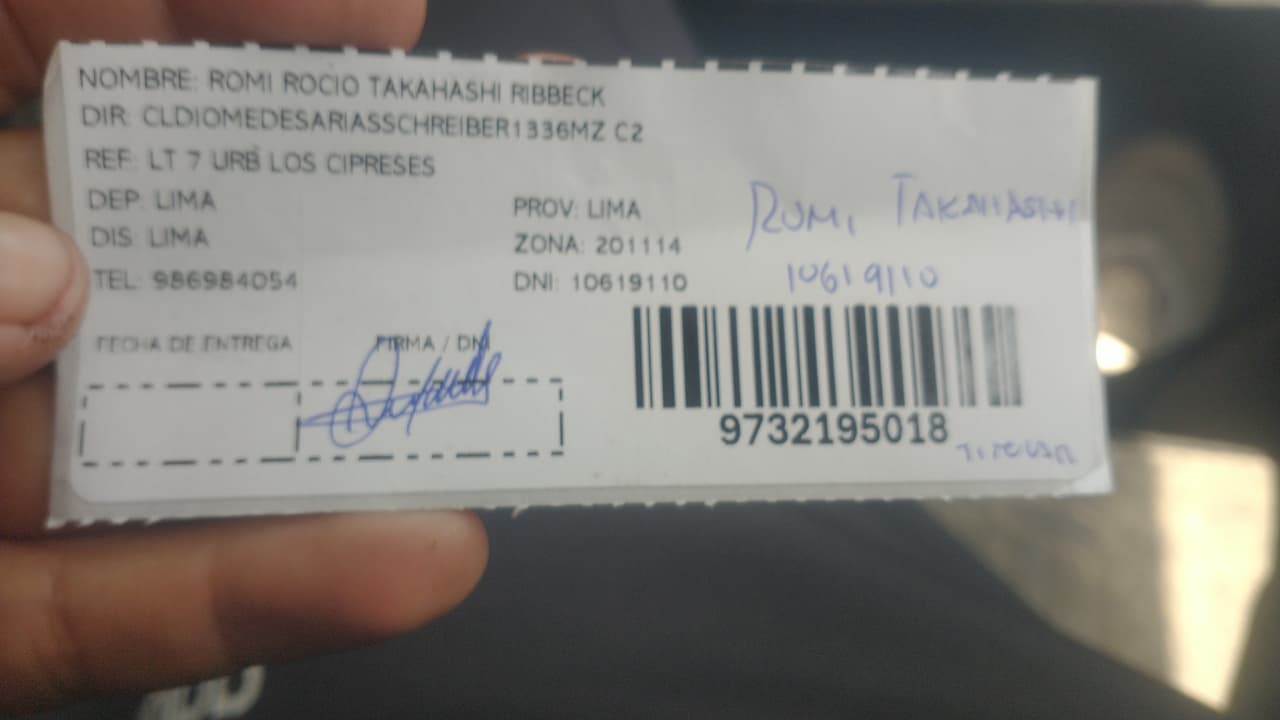 NOMBRE: ROMI ROCIO TAKAHASHI RIBBECK
DIR: CLDIOMEDESARIASSCHREIBER1336MZ C2
REF: LT 7 URB LOS CIPRESES
DEP: LIMA
PROV: LIMA
DIS: LIMA
ZONA: 201114
TEL: 986984054
DNI: 10619110
ROMI TAKAHASHI
10619110
FECHA DE ENTREGA
FIRMA / DNI
9732195018